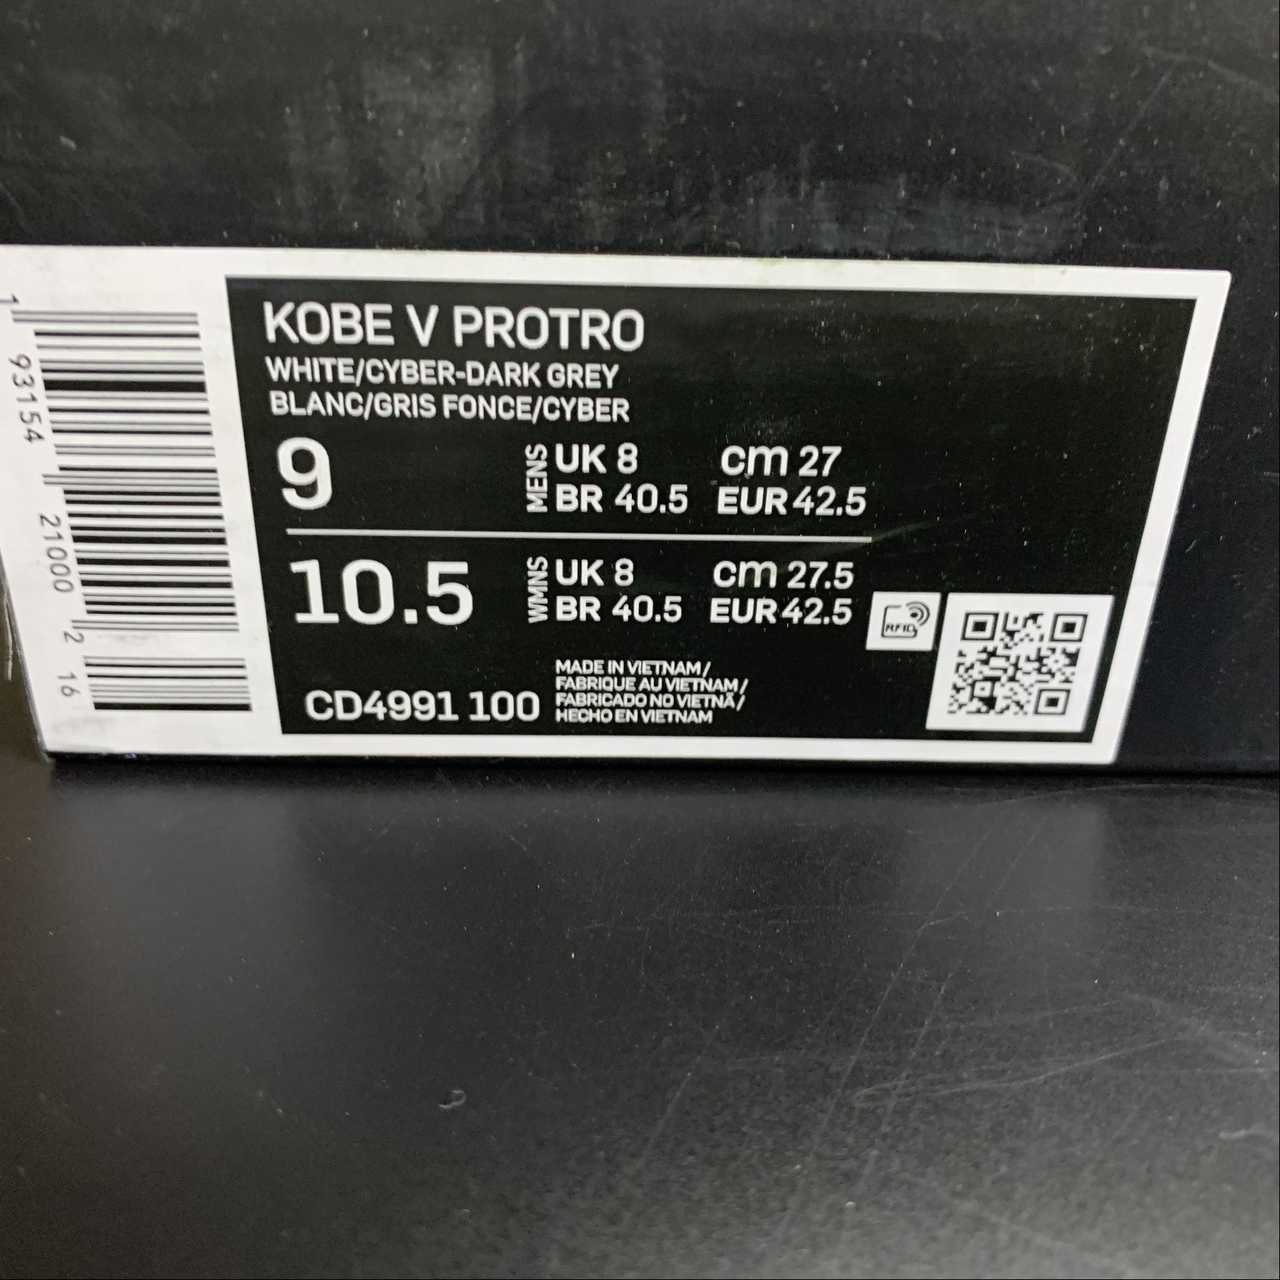 KOBE V PROTRO
WHITE/CYBER-DARK GREY
BLANC/GRIS FONCE/CYBER
9
MENS
UK 8 cm 27
BR 40.5 EUR 42.5
10.5
WMNS
UK 8 cm 27.5
BR 40.5 EUR 42.5
RFID
CD4991 100
MADE IN VIETNAM /
FABRIQUE AU VIETNAM /
FABRICADO NO VIETNÃ /
HECHO EN VIETNAM
1 93154 21000 2 16